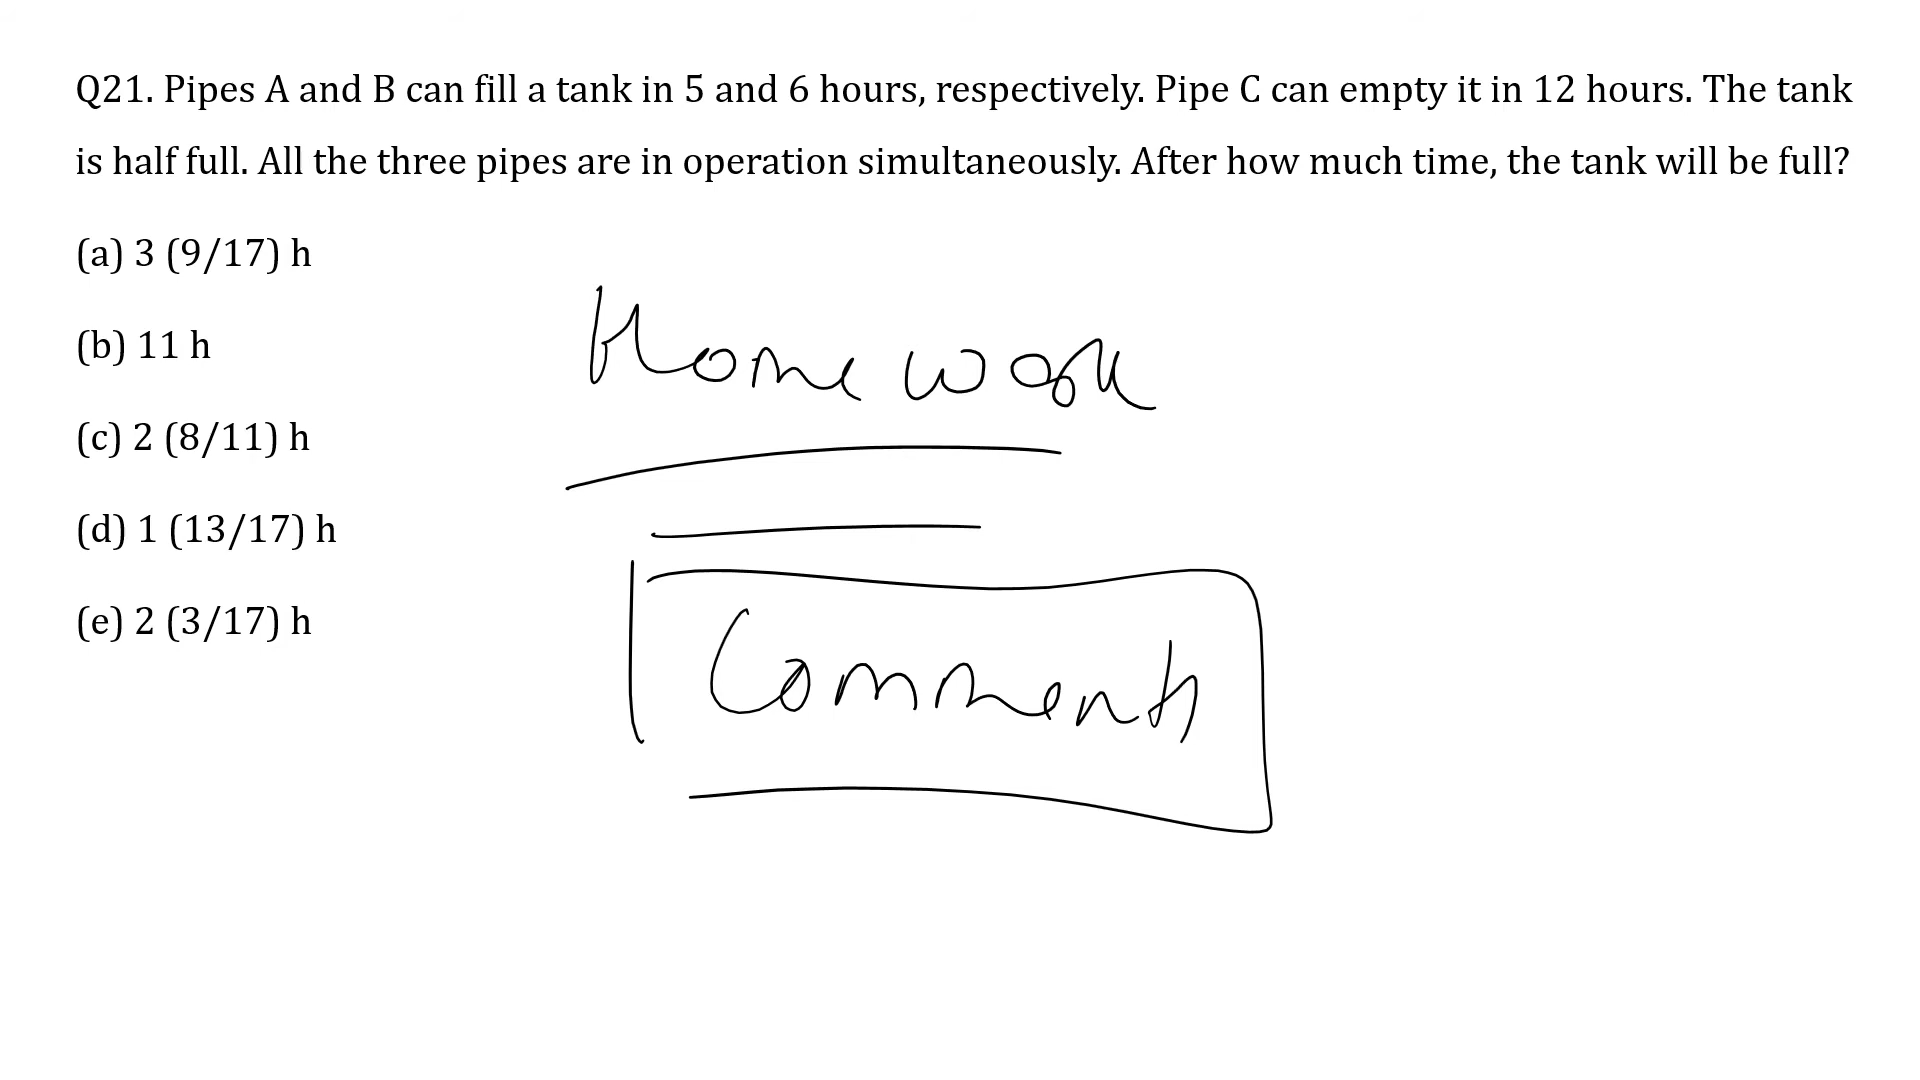 Q21. Pipes A and B can fill a tank in 5 and 6 hours, respectively. Pipe C can empty it in 12 hours. The tank
is half full. All the three pipes are in operation simultaneously. After how much time, the tank will be full?
(a) 3 (9/17) h
(b) 11 h
(c) 2 (8/11) h
(d) 1 (13/17) h
(e) 2 (3/17) h
Home work
Comments